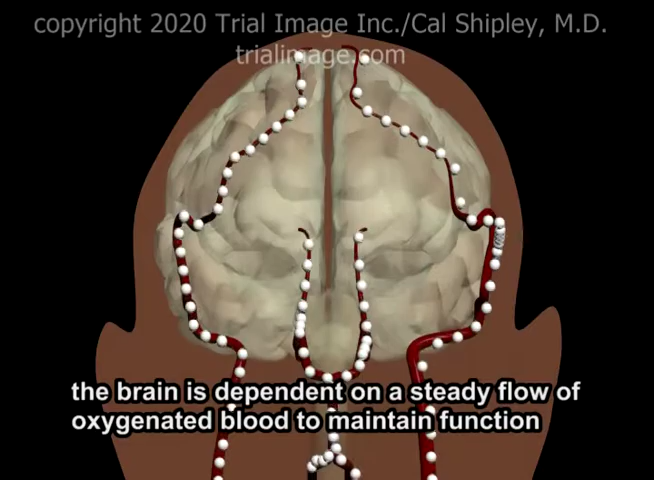 copyright 2020 Trial Image Inc./Cal Shipley, M.D.
trialimage.com
the brain is dependent on a steady flow of
oxygenated blood to maintain function